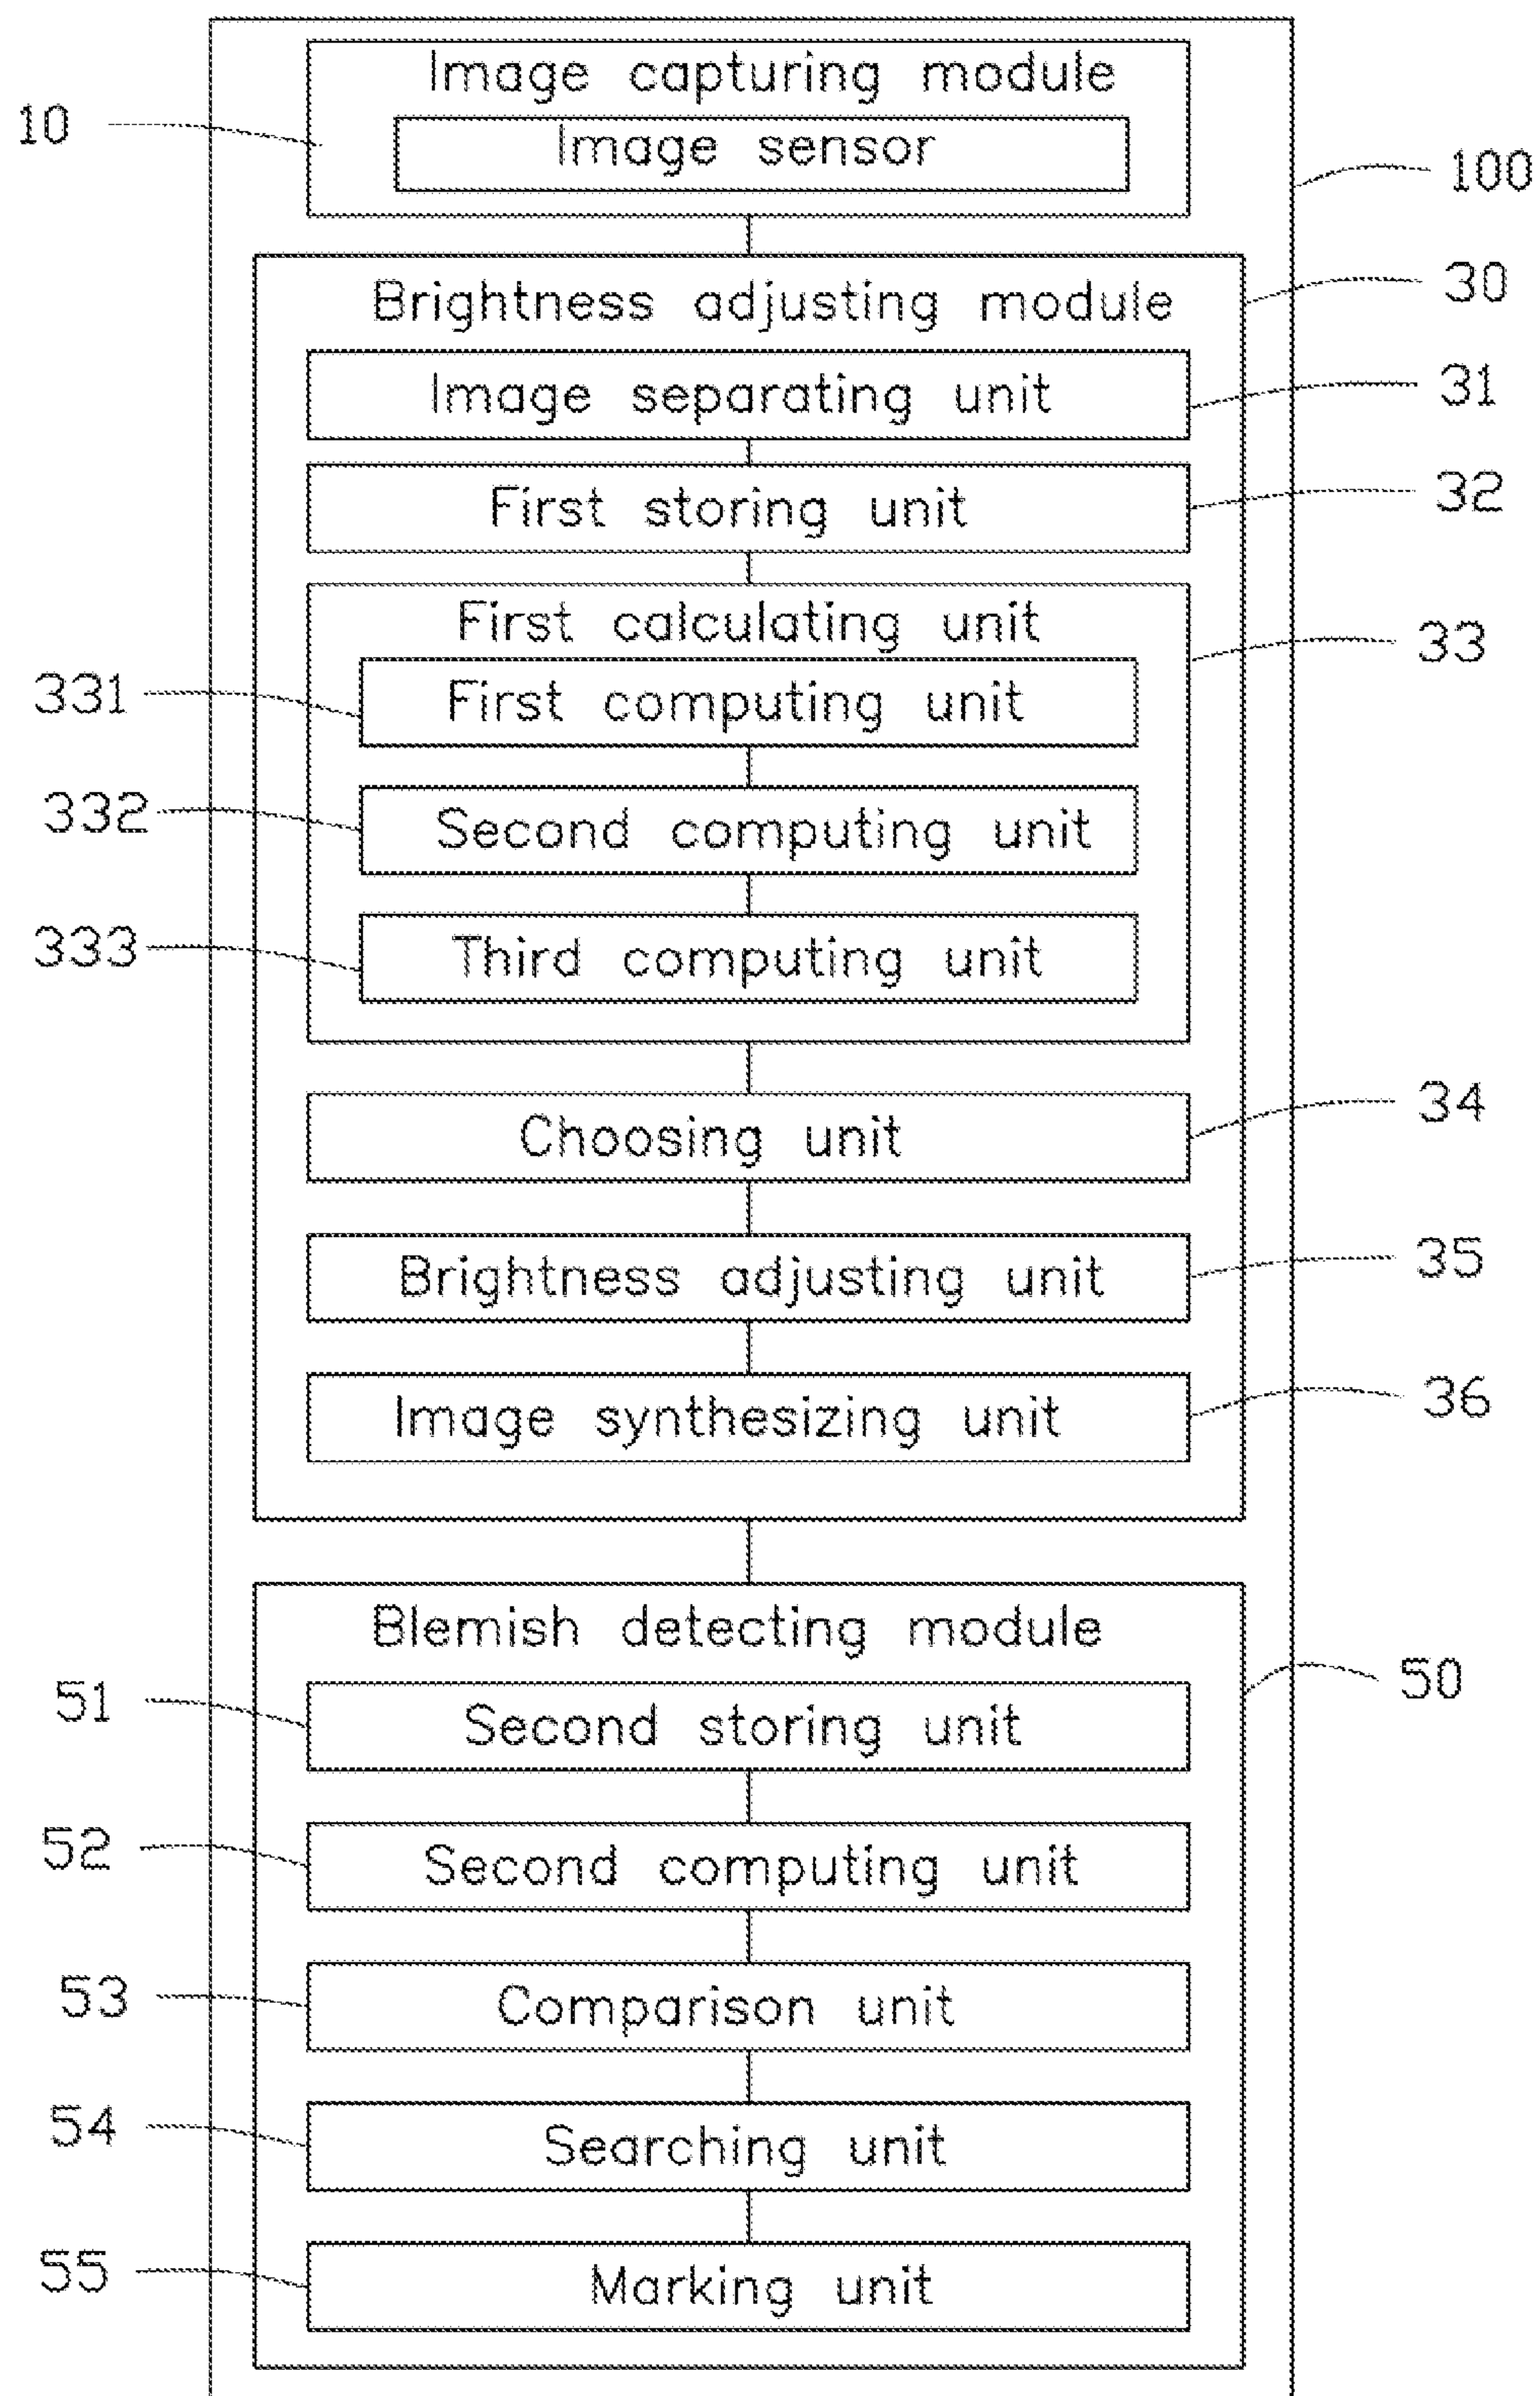 Image capturing module
10
Image sensor
100
Brightness adjusting module
30
Image separating unit
31
First storing unit
32
First calculating unit
33
331
First computing unit
332
Second computing unit
333
Third computing unit
Choosing unit
34
Brightness adjusting unit
35
Image synthesizing unit
36
Blemish detecting module
50
51
Second storing unit
52
Second computing unit
53
Comparison unit
54
Searching unit
55
Marking unit